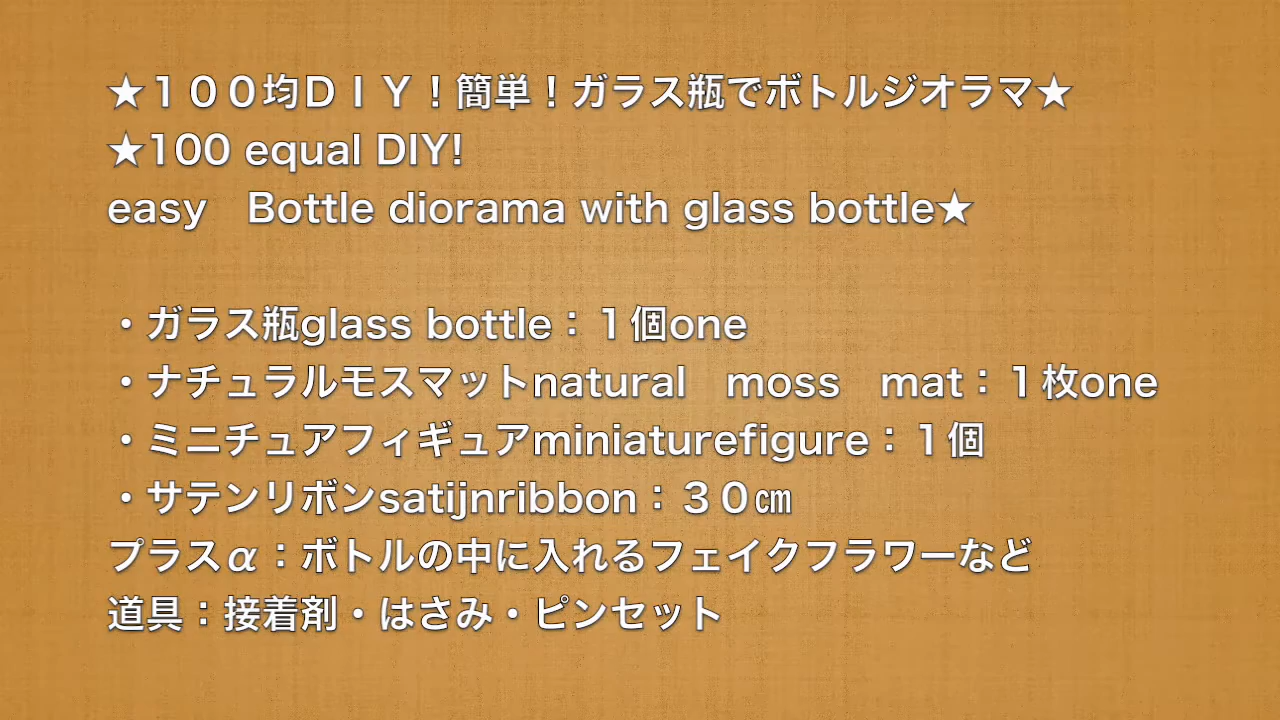 ★１００均ＤＩＹ！簡単！ガラス瓶でボトルジオラマ★
★100 equal DIY!
easy　Bottle diorama with glass bottle★
・ガラス瓶glass bottle：１個one
・ナチュラルモスマットnatural　moss　mat：１枚one
・ミニチュアフィギュアminiaturefigure：１個
・サテンリボンsatijnribbon：３０㎝
プラスα：ボトルの中に入れるフェイクフラワーなど
道具：接着剤・はさみ・ピンセット